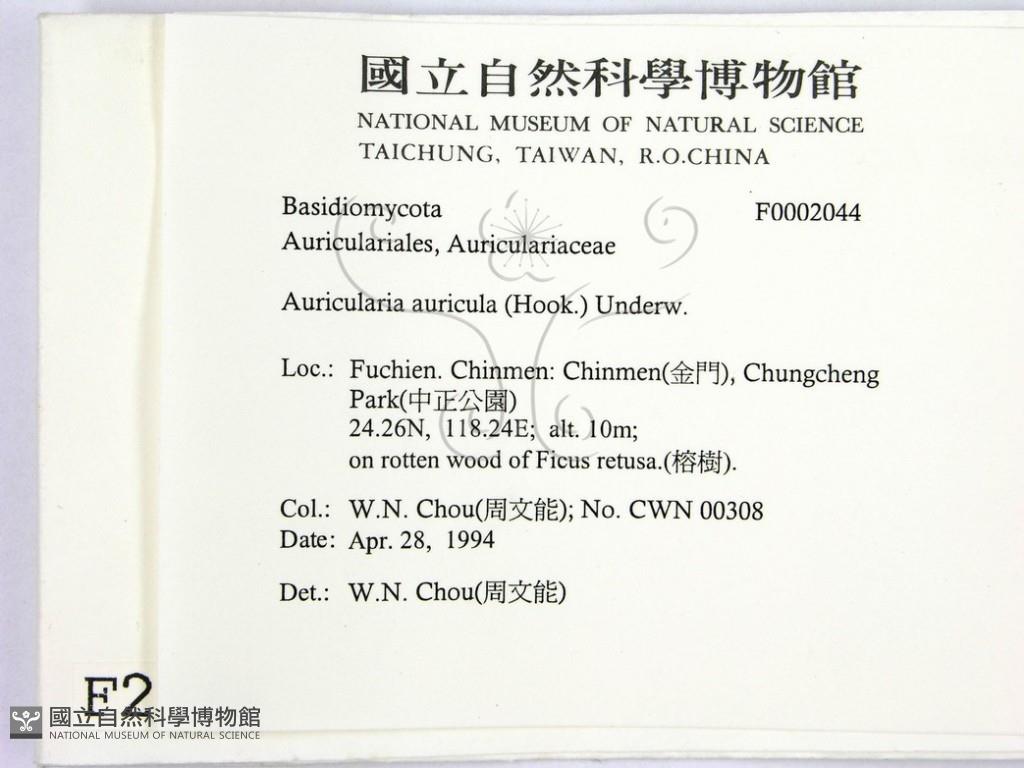 國立自然科學博物館
NATIONAL MUSEUM OF NATURAL SCIENCE
TAICHUNG, TAIWAN, R.O.CHINA
Basidiomycota F0002044
Auriculariales, Auriculariaceae
Auricularia auricula (Hook.) Underw.
Loc.: Fuchien. Chinmen: Chinmen(金門), Chungcheng
Park(中正公園)
24.26N, 118.24E; alt. 10m;
on rotten wood of Ficus retusa.(榕樹).
Col.: W.N. Chou(周文能); No. CWN 00308
Date: Apr. 28, 1994
Det.: W.N. Chou(周文能)
F2
國立自然科學博物館
NATIONAL MUSEUM OF NATURAL SCIENCE